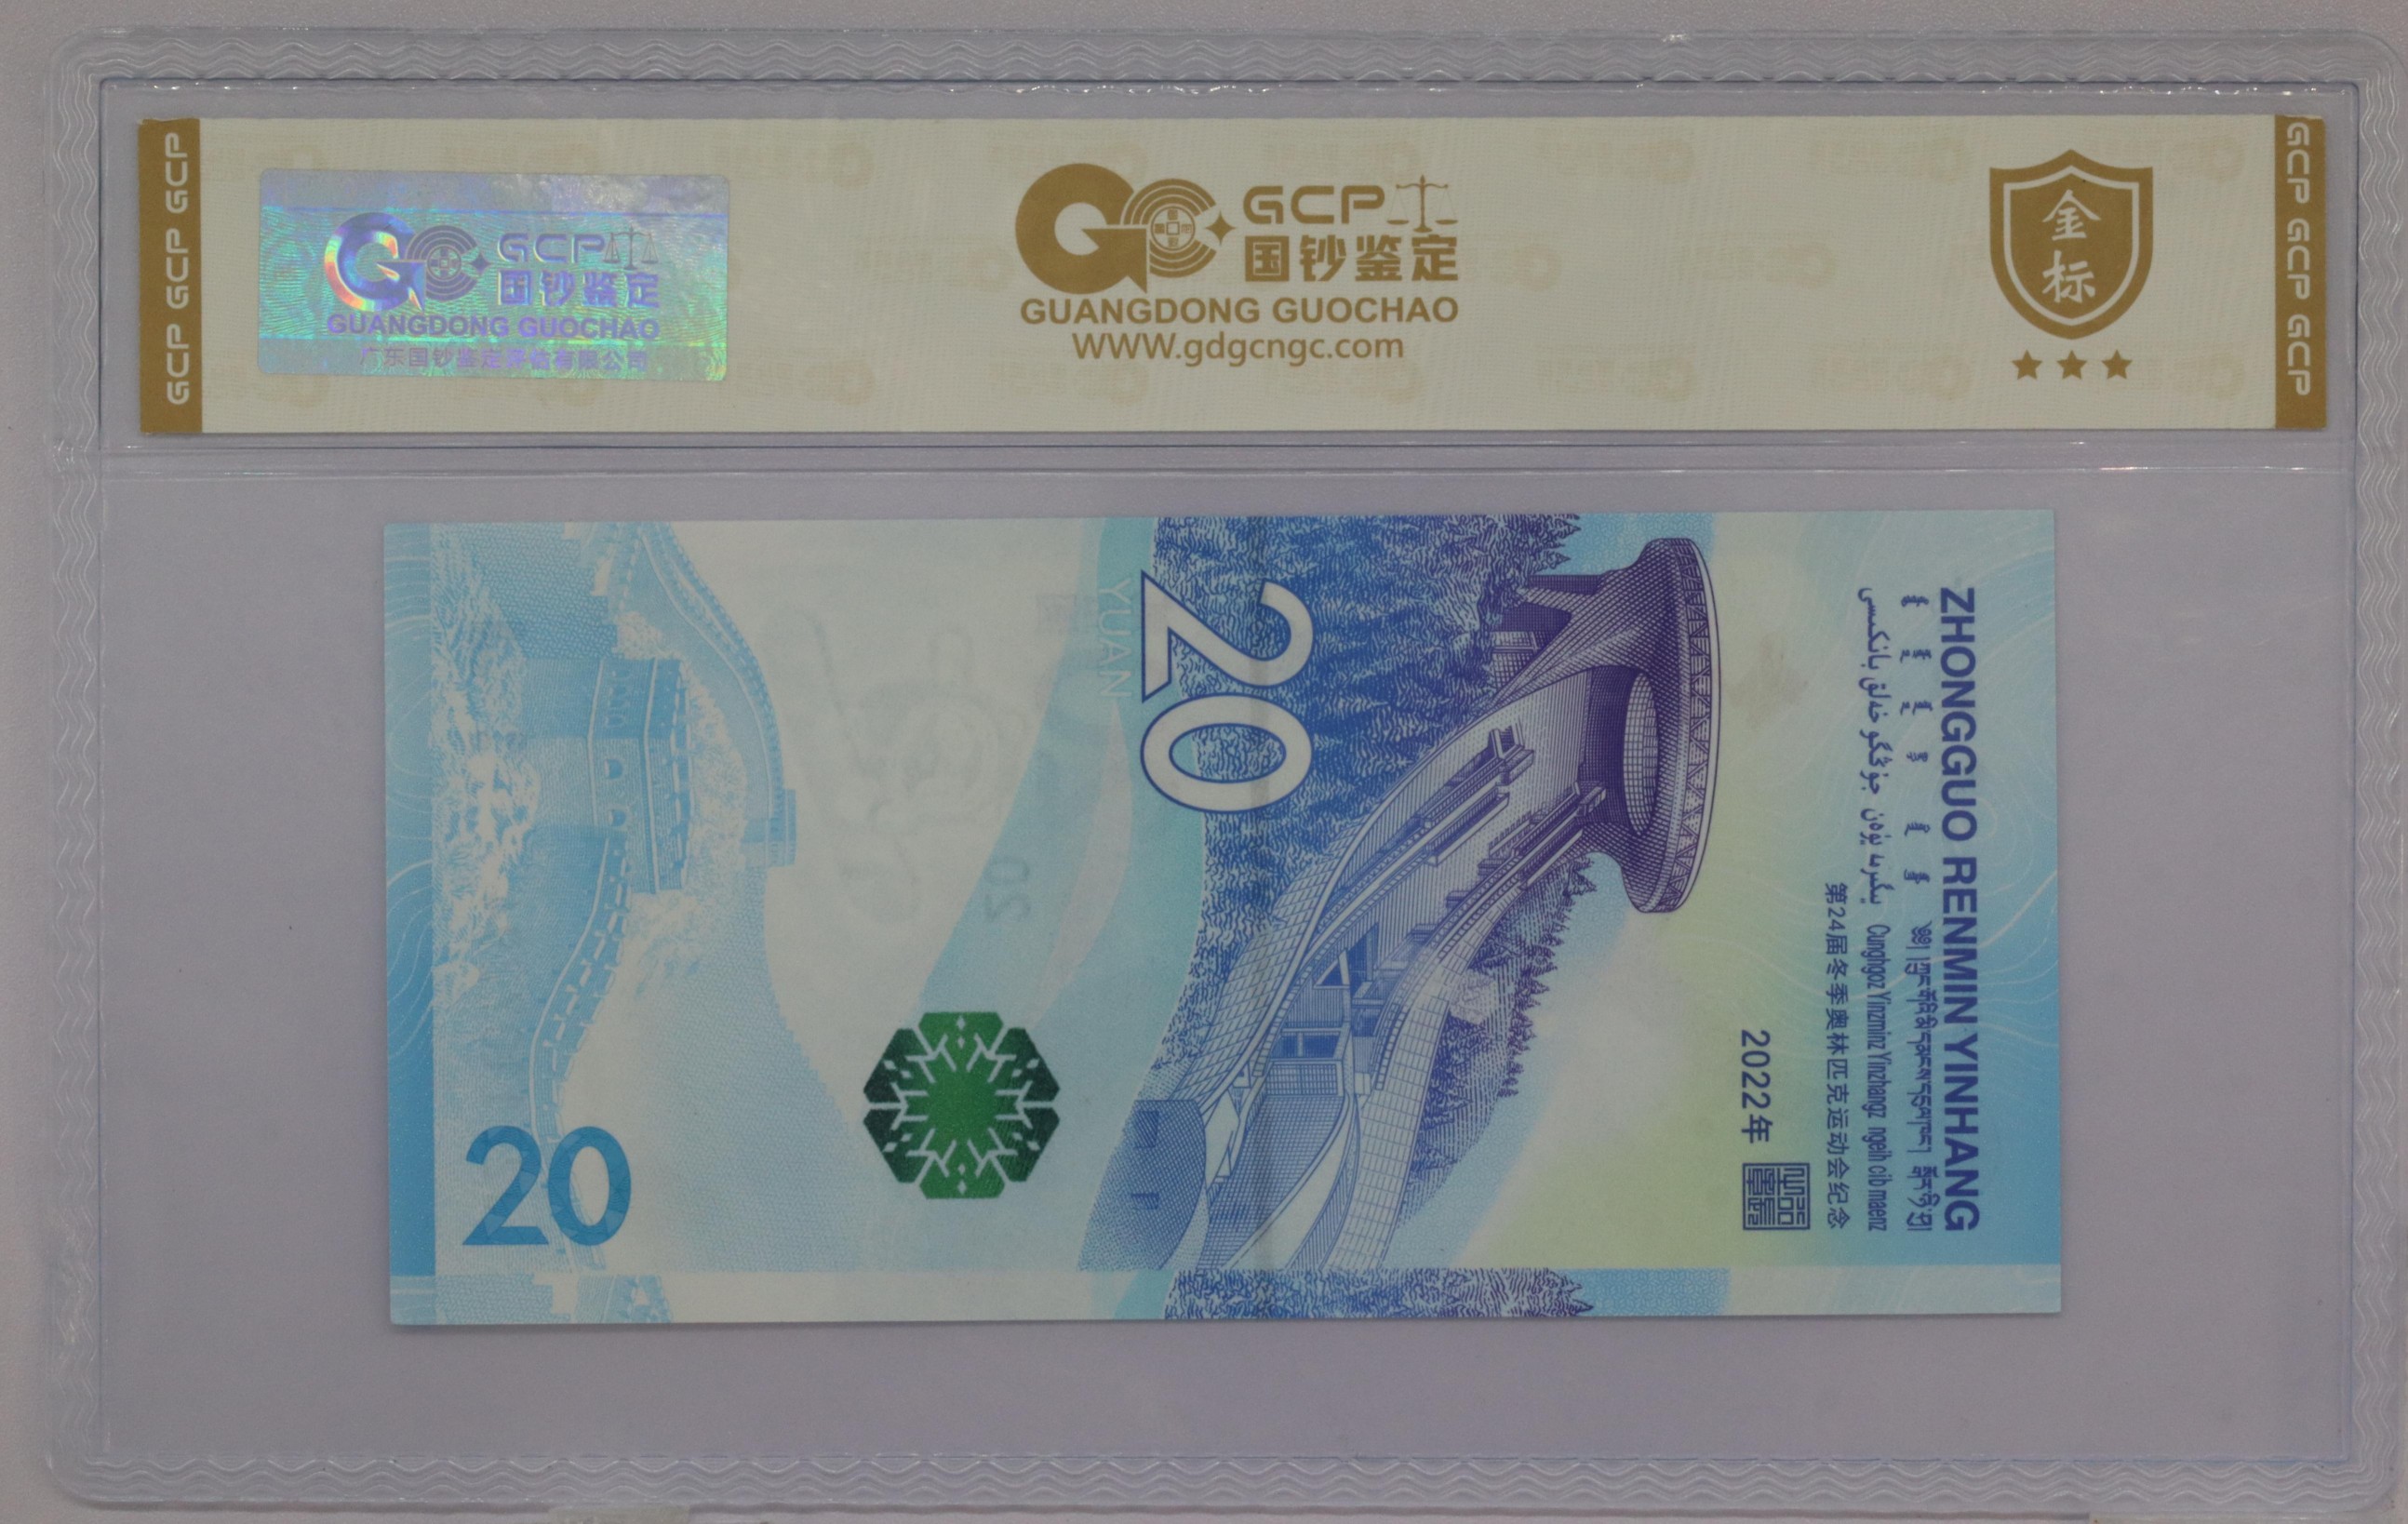 GCP GCP GCP
GCP
国钞鉴定
GUANGDONG GUOCHAO
广东国钞鉴定评估有限公司
GCP
国钞鉴定
GUANGDONG GUOCHAO
WWW.gdgcngc.com
金标
GCP GCP GCP
ZHONGGUO RENMIN YINHANG
Cunghgoz Yinzminz Yinzhangz ngeih cib maenz
第24届冬季奥林匹克运动会纪念
2022年
20
YUAN
20
20